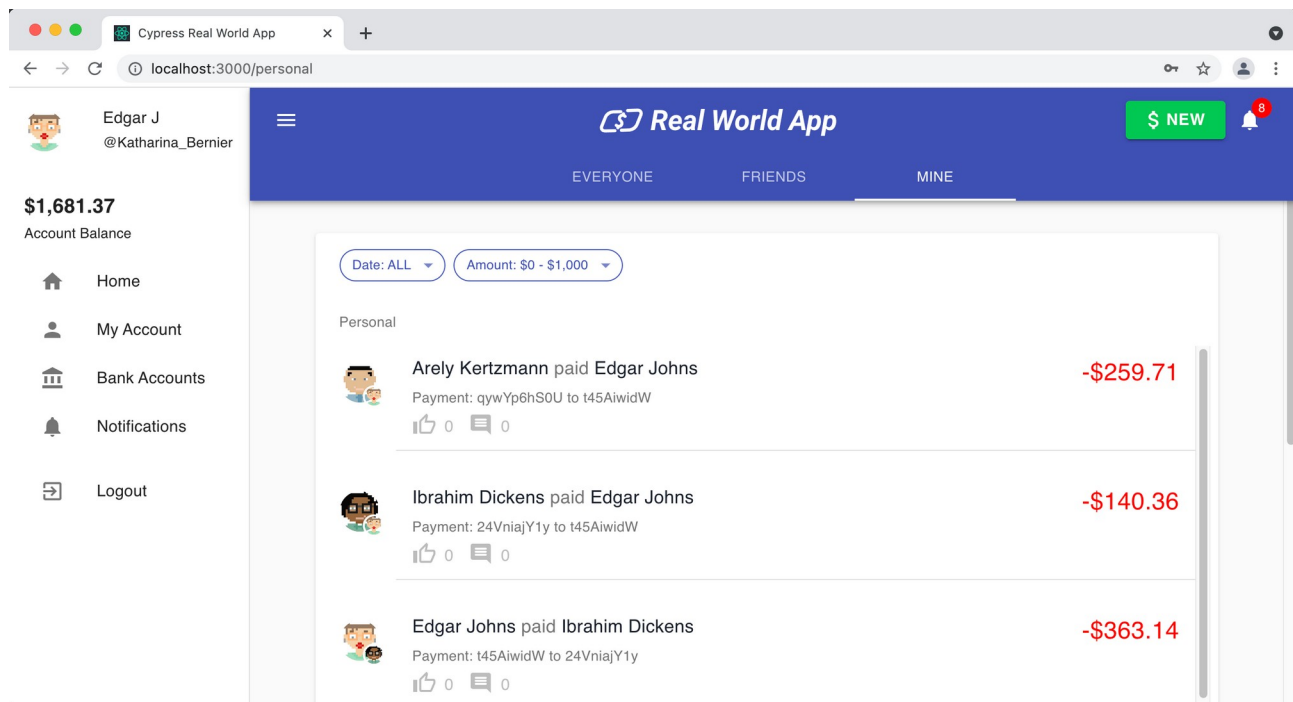 Cypress Real World App
localhost:3000/personal
Edgar J
@Katharina_Bernier
$1,681.37
Account Balance
Home
My Account
Bank Accounts
Notifications
Logout
Real World App
$ NEW
8
EVERYONE FRIENDS MINE
Date: ALL Amount: $0 - $1,000
Personal
Arely Kertzmann paid Edgar Johns -$259.71
Payment: qywYp6hS0U to t45AiwidW
0 0
Ibrahim Dickens paid Edgar Johns -$140.36
Payment: 24VniajY1y to t45AiwidW
0 0
Edgar Johns paid Ibrahim Dickens -$363.14
Payment: t45AiwidW to 24VniajY1y
0 0